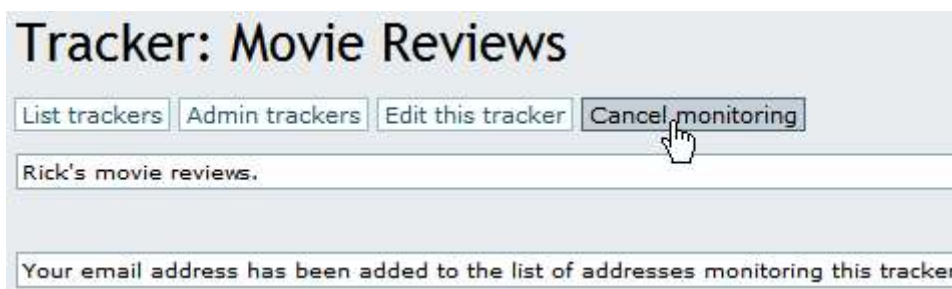 Tracker: Movie Reviews
List trackers Admin trackers Edit this tracker Cancel monitoring
Rick's movie reviews.
Your email address has been added to the list of addresses monitoring this tracker